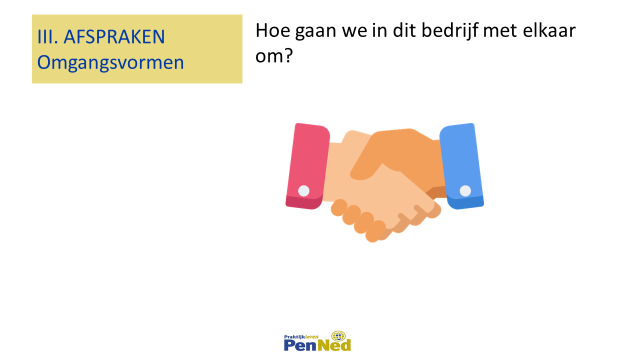 III. AFSPRAKEN
Omgangsvormen
Hoe gaan we in dit bedrijf met elkaar
om?
Praktijkleren
PenNed